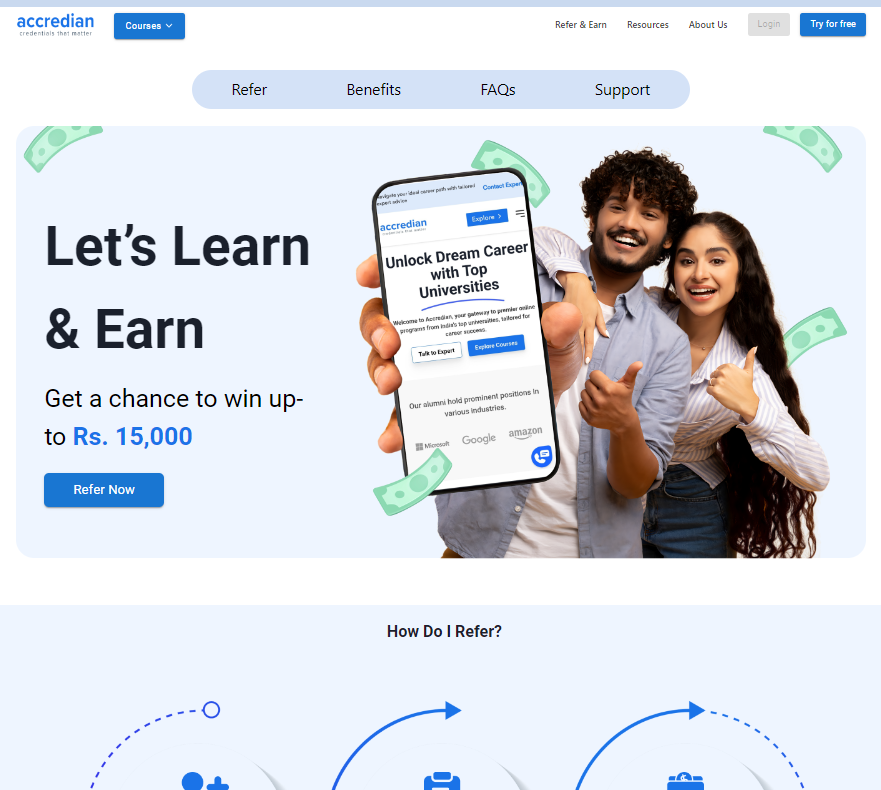 accredian
credentials that matter
Courses
Refer & Earn
Resources
About Us
Login
Try for free
Refer
Benefits
FAQs
Support
Let’s Learn
& Earn
Get a chance to win up-
to Rs. 15,000
Refer Now
Navigate your ideal career path with tailored
expert advice
Contact Expert
accredian
credentials that matter
Explore
Unlock Dream Career
with Top
Universities
Welcome to Accredian, your gateway to premier online
programs from India's top universities, tailored for
career success.
Talk to Expert
Explore Courses
Our alumni hold prominent positions in
various industries.
Microsoft
Google
amazon
How Do I Refer?